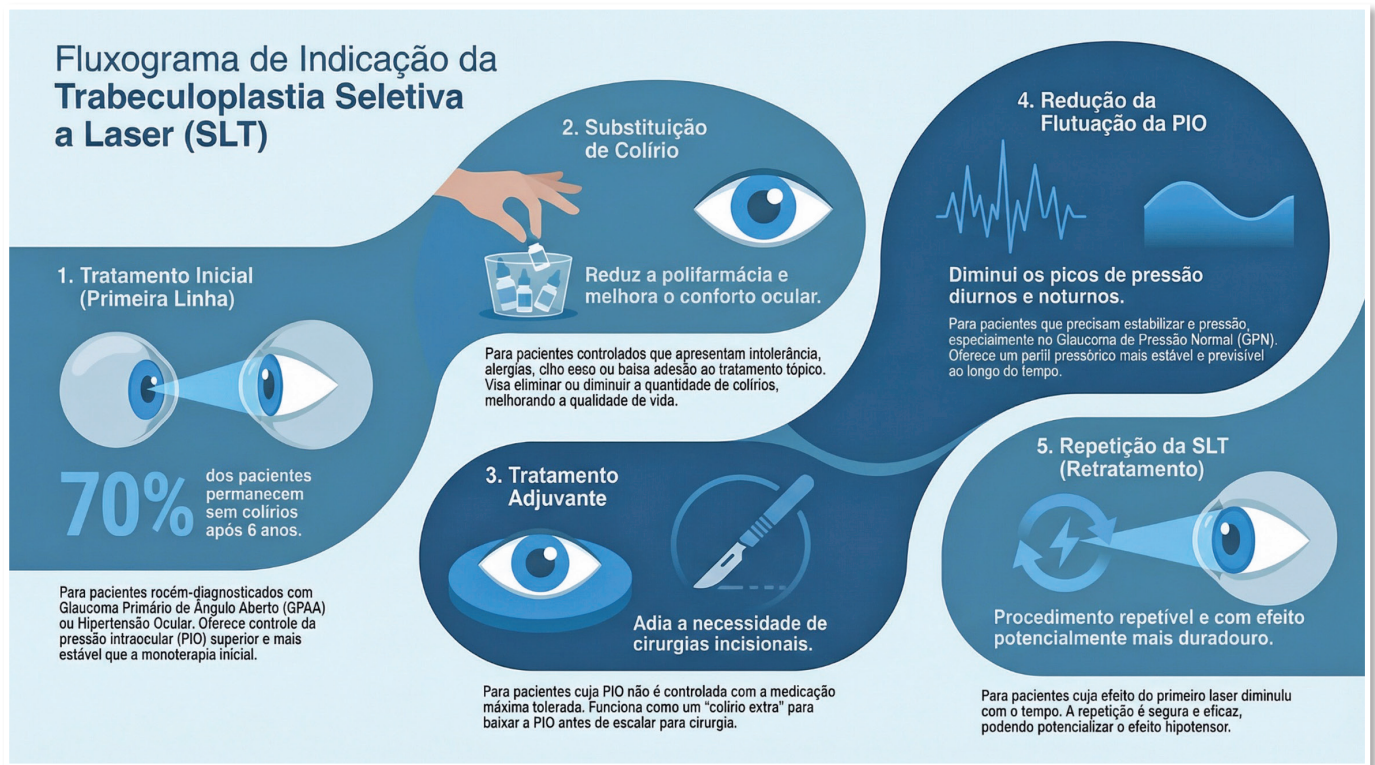 Fluxograma de Indicação da
Trabeculoplastia Seletiva
a Laser (SLT)
1. Tratamento Inicial
(Primeira Linha)
70%
dos pacientes
permanecem
sem colírios
após 6 anos.
Para pacientes rocém-diagnosticados com
Glaucoma Primário de Ângulo Aberto (GPAA)
ou Hipertensão Ocular. Oferece controle da
pressão intraocular (PIO) superior e mais
estável que a monoterapia inicial.
2. Substituição
de Colírio
Reduz a polifarmácia e
melhora o conforto ocular.
Para pacientes controlados que apresentam intolerância,
alergías, clho eeso ou baisa adesão ao tratamento tópico.
Visa eliminar ou diminuir a quantidade de colírios,
melhorando a qualidade de vida.
3. Tratamento
Adjuvante
Adia a necessidade de
cirurgias incisionais.
Para pacientes cuja PIO não é controlada com a medicação
máxima tolerada. Funciona como um “colírio extra” para
baixar a PIO antes de escalar para cirurgia.
4. Redução da
Flutuação da PIO
Diminui os picos de pressão
diurnos e noturnos.
Para pacientes que precisam estabilizar e pressão,
especialmente no Glaucoma de Pressão Normal (GPN).
Oferece um perfil pressórico mais estável e previsível
ao longo do tempo.
5. Repetição da SLT
(Retratamento)
Procedimento repetível e com efeito
potencialmente mais duradouro.
Para pacientes cuja efeito do primeiro laser diminulu
com o tempo. A repetição é segura e eficaz,
podendo potencializar o efeito hipotensor.